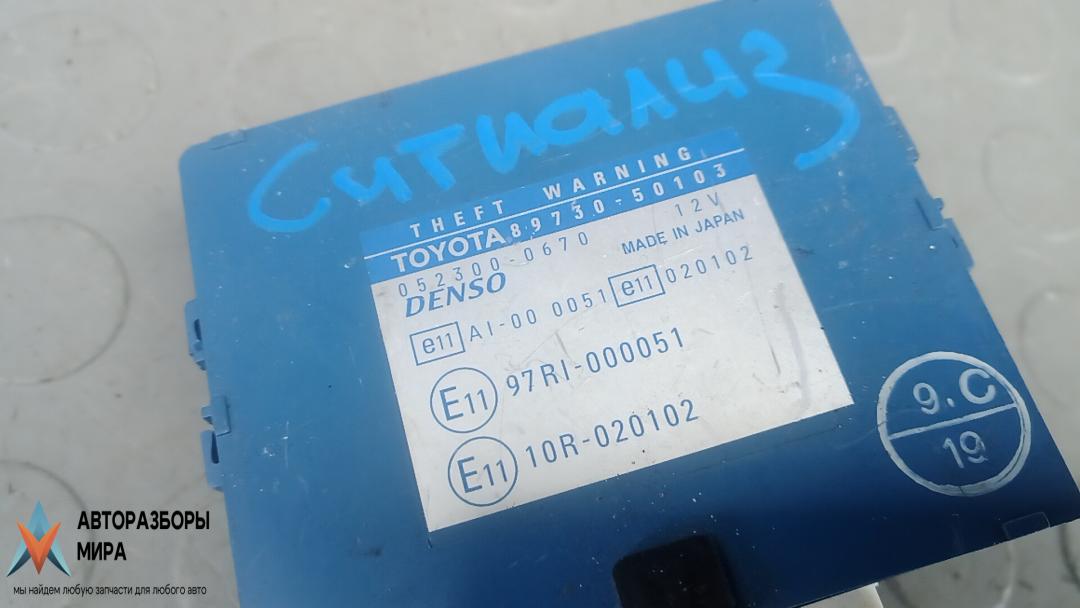 Сигнализ
THEFT WARNING
TOYOTA 89730-50103
052300-0670 12V
DENSO MADE IN JAPAN
e11 AI-00 0051 e11 020102
E11 97RI-000051
E11 10R-020102
9.C
19
АВТОРАЗБОРЫ
МИРА
мы найдем любую запчасти для любого авто